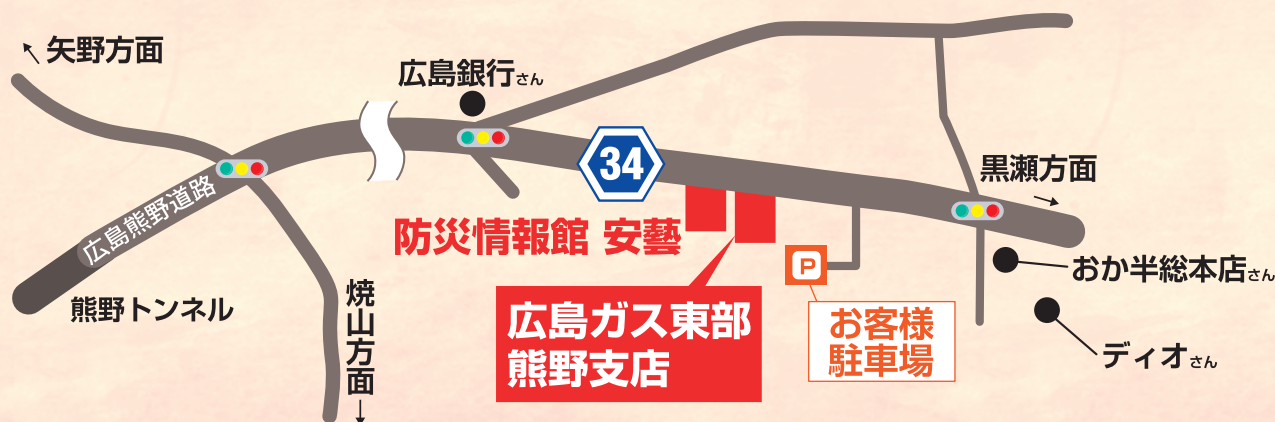 矢野方面
広島銀行さん
34
黒瀬方面
広島熊野道路
防災情報館 安藝
P
おか半総本店さん
熊野トンネル
焼山方面
広島ガス東部
熊野支店
お客様
駐車場
ディオさん